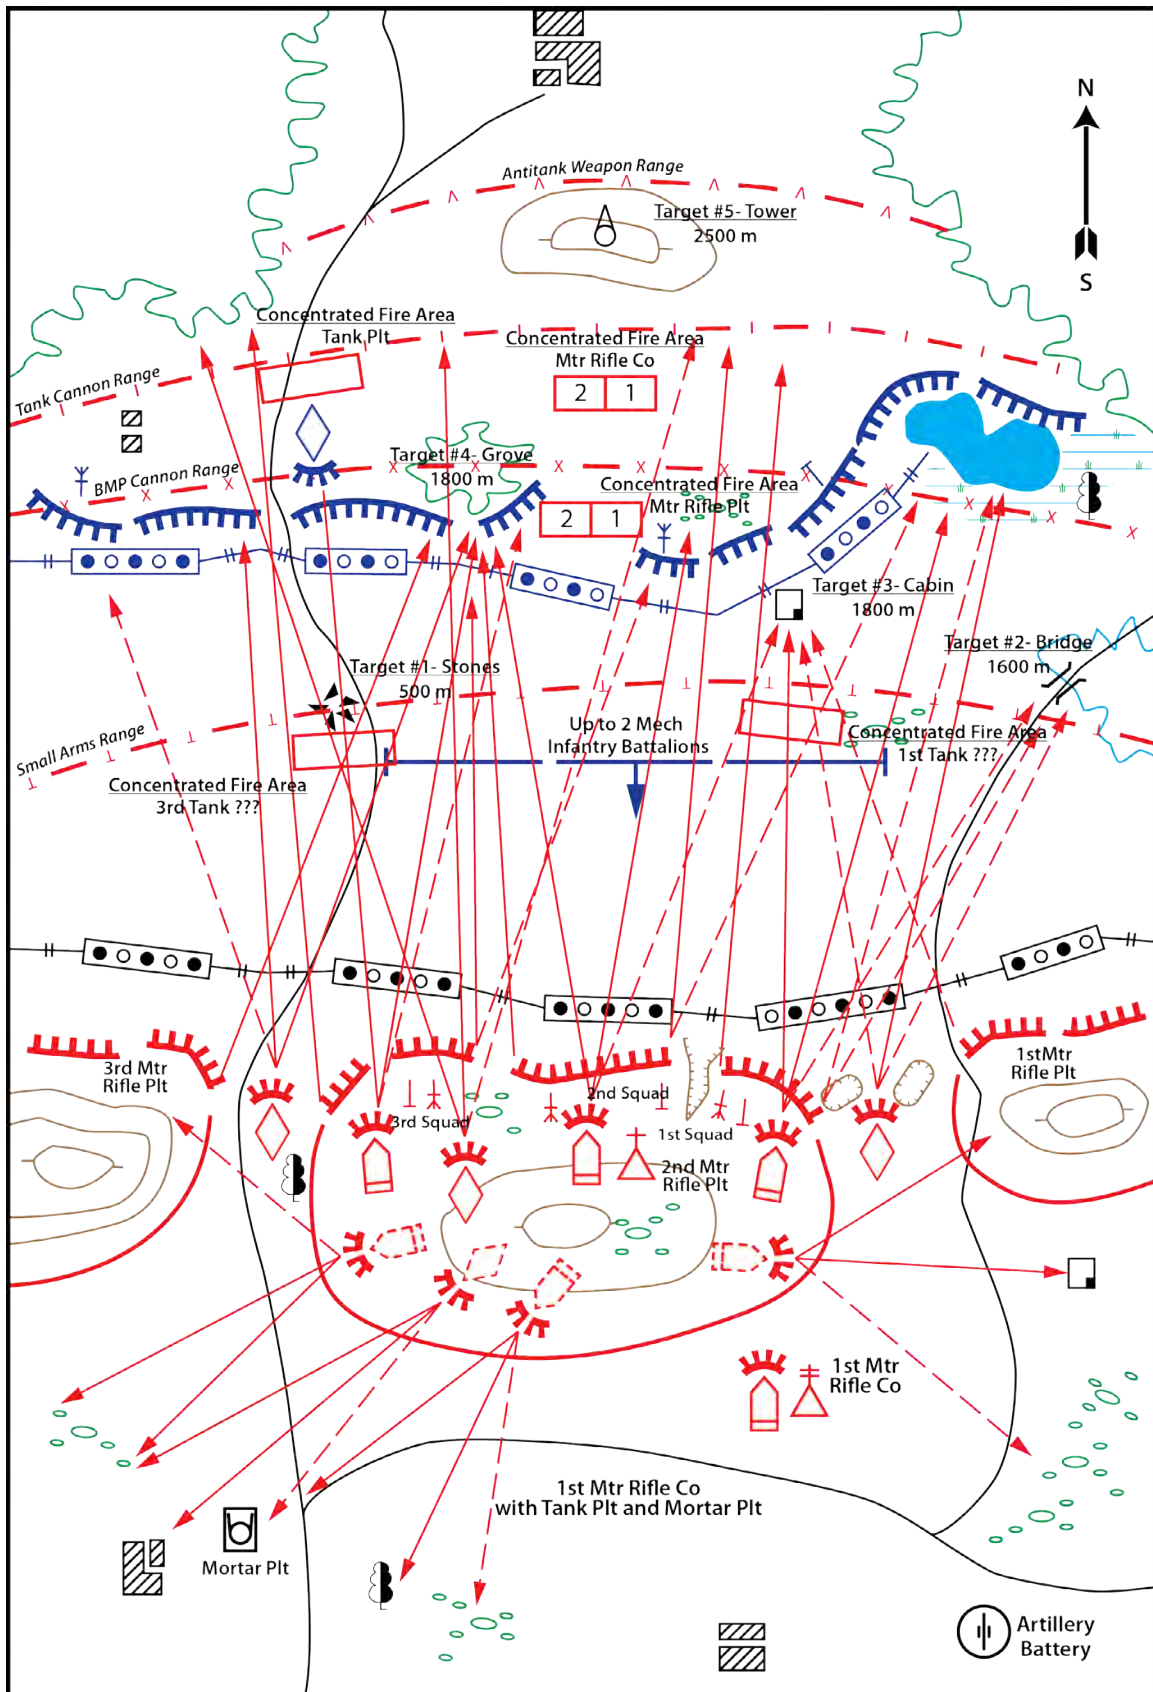 N
S
Antitank Weapon Range
Target #5- Tower
2500 m
Concentrated Fire Area
Tank Plt
Concentrated Fire Area
Mtr Rifle Co
2 1
Tank Cannon Range
Target #4- Grove
1800 m
BMP Cannon Range
Concentrated Fire Area
Mtr Rifle Plt
2 1
Target #3- Cabin
1800 m
Target #2- Bridge
1600 m
Target #1- Stones
500 m
Small Arms Range
Up to 2 Mech
Infantry Battalions
Concentrated Fire Area
1st Tank ???
Concentrated Fire Area
3rd Tank ???
3rd Mtr
Rifle Plt
1stMtr
Rifle Plt
2nd Squad
3rd Squad
1st Squad
2nd Mtr
Rifle Plt
1st Mtr
Rifle Co
1st Mtr Rifle Co
with Tank Plt and Mortar Plt
Mortar Plt
Artillery
Battery